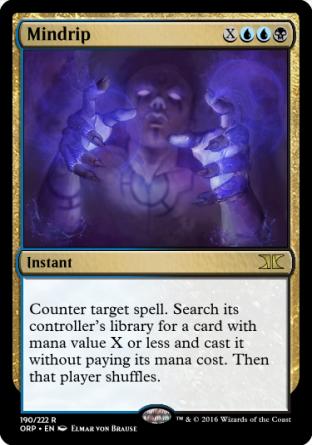 Mindrip X
Instant
Counter target spell. Search its
controller's library for a card with
mana value X or less and cast it
without paying its mana cost. Then
that player shuffles.
190/222 R
ORP • EN ELMAR VON BRAUSE
™ & © 2016 Wizards of the Coast